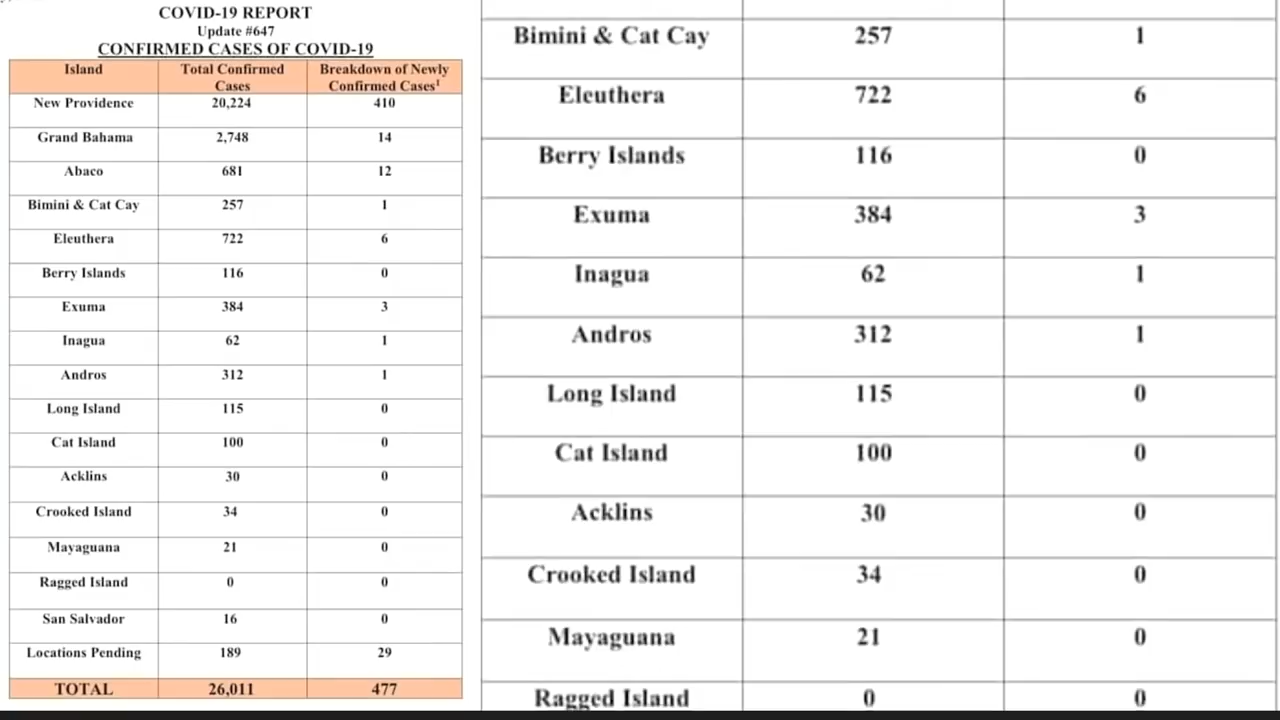 COVID-19 REPORT
Update #647
CONFIRMED CASES OF COVID-19
Island Total Confirmed Cases Breakdown of Newly Confirmed Cases¹
New Providence 20,224 410
Grand Bahama 2,748 14
Abaco 681 12
Bimini & Cat Cay 257 1
Eleuthera 722 6
Berry Islands 116 0
Exuma 384 3
Inagua 62 1
Andros 312 1
Long Island 115 0
Cat Island 100 0
Acklins 30 0
Crooked Island 34 0
Mayaguana 21 0
Ragged Island 0 0
San Salvador 16 0
Locations Pending 189 29
TOTAL 26,011 477
Bimini & Cat Cay 257 1
Eleuthera 722 6
Berry Islands 116 0
Exuma 384 3
Inagua 62 1
Andros 312 1
Long Island 115 0
Cat Island 100 0
Acklins 30 0
Crooked Island 34 0
Mayaguana 21 0
Ragged Island 0 0